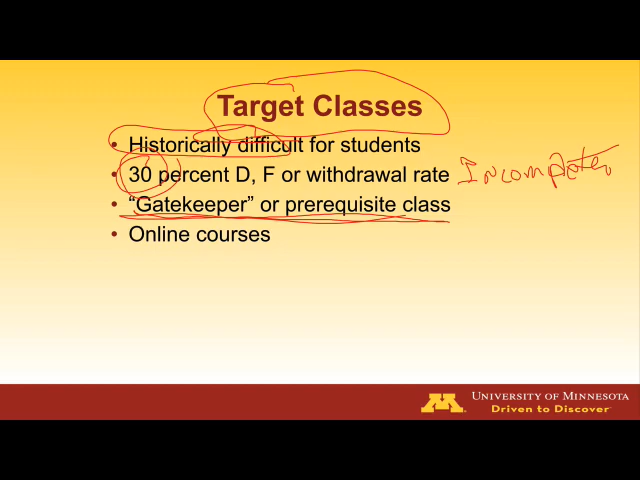 Target Classes
• Historically difficult for students
• 30 percent D, F or withdrawal rate Incompletes
• “Gatekeeper” or prerequisite class
• Online courses
UNIVERSITY OF MINNESOTA
Driven to Discover